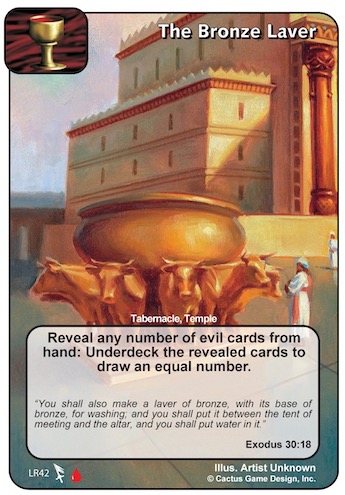 The Bronze Laver
Tabernacle, Temple
Reveal any number of evil cards from
hand: Underdeck the revealed cards to
draw an equal number.
“You shall also make a laver of bronze, with its base of
bronze, for washing; and you shall put it between the tent of
meeting and the altar, and you shall put water in it.”
Exodus 30:18
LR42
Illus. Artist Unknown
© Cactus Game Design, Inc.